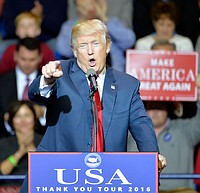 MAKE
AMERICA
GREAT AGAIN
USA
THANK YOU TOUR 2016